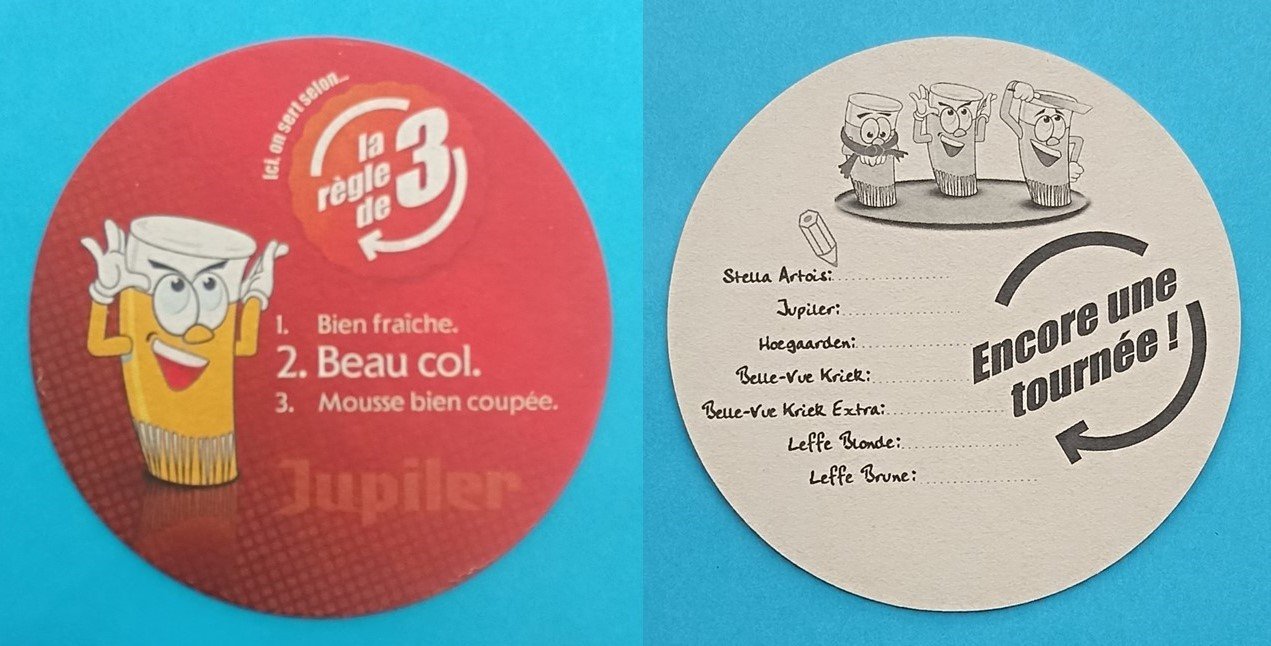 Ici, on sert selon...
la
règle
de
3
1. Bien fraîche.
2. Beau col.
3. Mousse bien coupée.
Jupiler
Stella Artois:
Jupiler:
Hoegaarden:
Belle-Vue Kriek:
Belle-Vue Kriek Extra:
Leffe Blonde:
Leffe Brune:
Encore une
tournée !